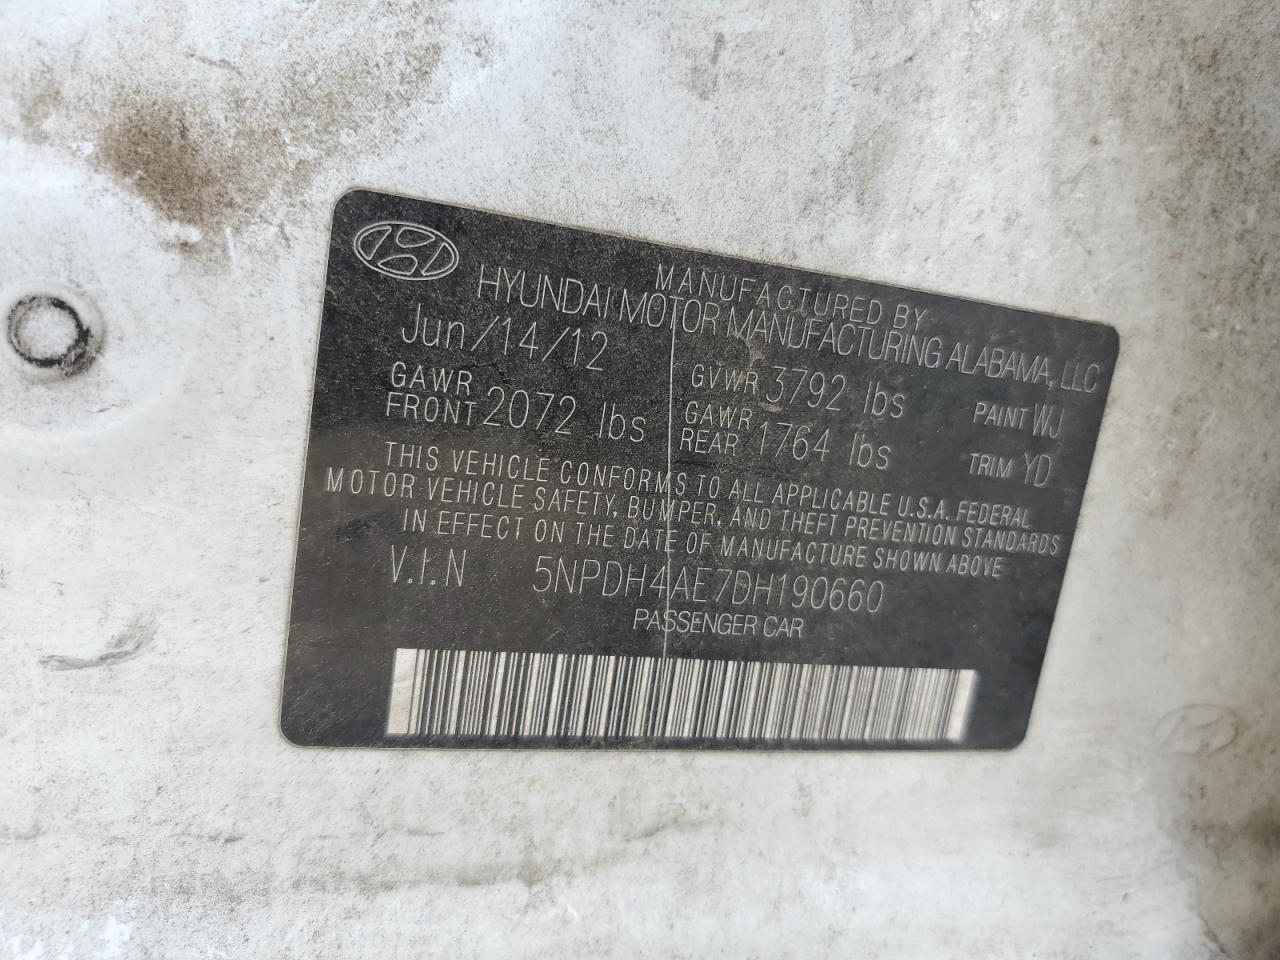 MANUFACTURED BY
HYUNDAI MOTOR MANUFACTURING ALABAMA, LLC
Jun/14/12
GVWR 3792 lbs
PAINT WJ
GAWR FRONT 2072 lbs
GAWR REAR 1764 lbs
TRIM YD
THIS VEHICLE CONFORMS TO ALL APPLICABLE U.S.A. FEDERAL
MOTOR VEHICLE SAFETY, BUMPER, AND THEFT PREVENTION STANDARDS
IN EFFECT ON THE DATE OF MANUFACTURE SHOWN ABOVE
V.I.N 5NPDH4AE7DH190660
PASSENGER CAR